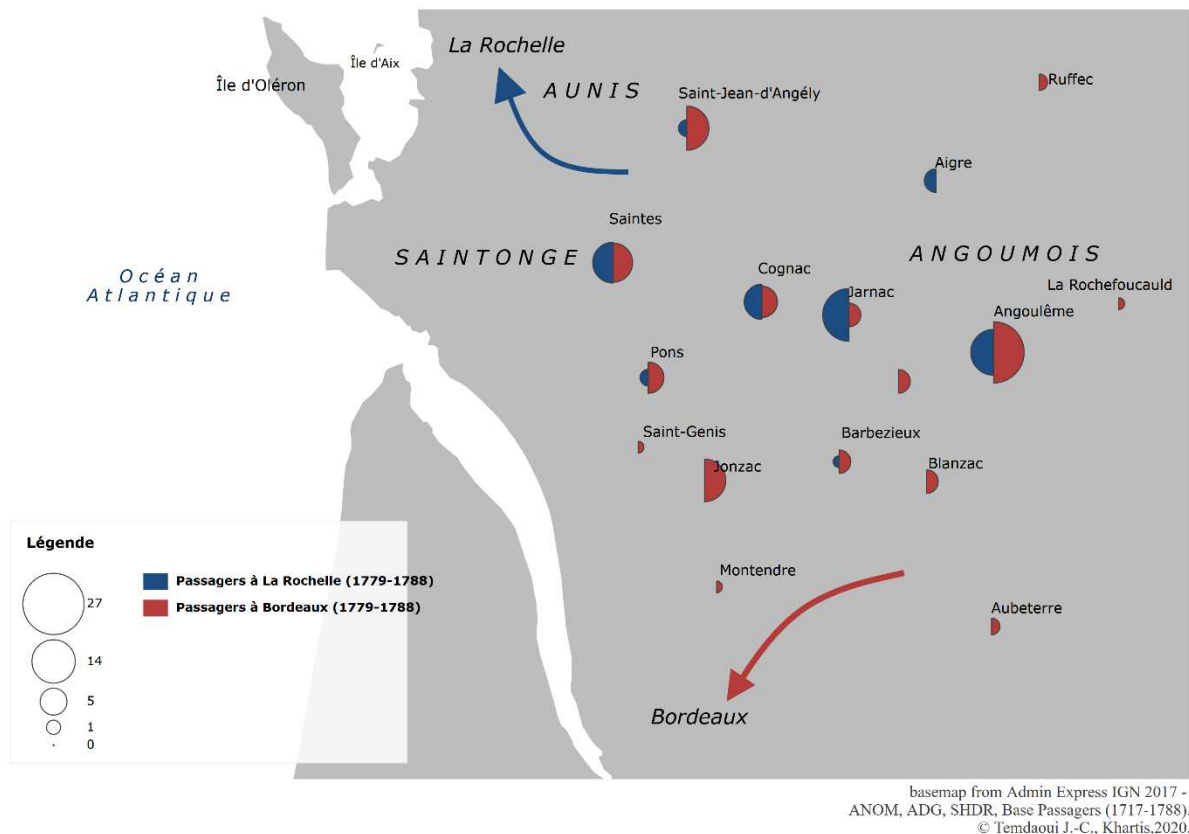 La Rochelle
Île d'Aix
Île d'Oléron
AUNIS
Saint-Jean-d'Angély
Ruffec
Aigre
Saintes
SAINTONGE
ANGOUMOIS
Océan
Atlantique
Cognac
Jarnac
La Rochefoucauld
Angoulême
Pons
Saint-Genis
Barbezieux
Jonzac
Blanzac
Montendre
Aubeterre
Bordeaux
Légende
27
14
5
1
0
Passagers à La Rochelle (1779-1788)
Passagers à Bordeaux (1779-1788)
basemap from Admin Express IGN 2017 -
ANOM, ADG, SHDR, Base Passagers (1717-1788).
© Temdaoui J.-C., Khartis,2020.